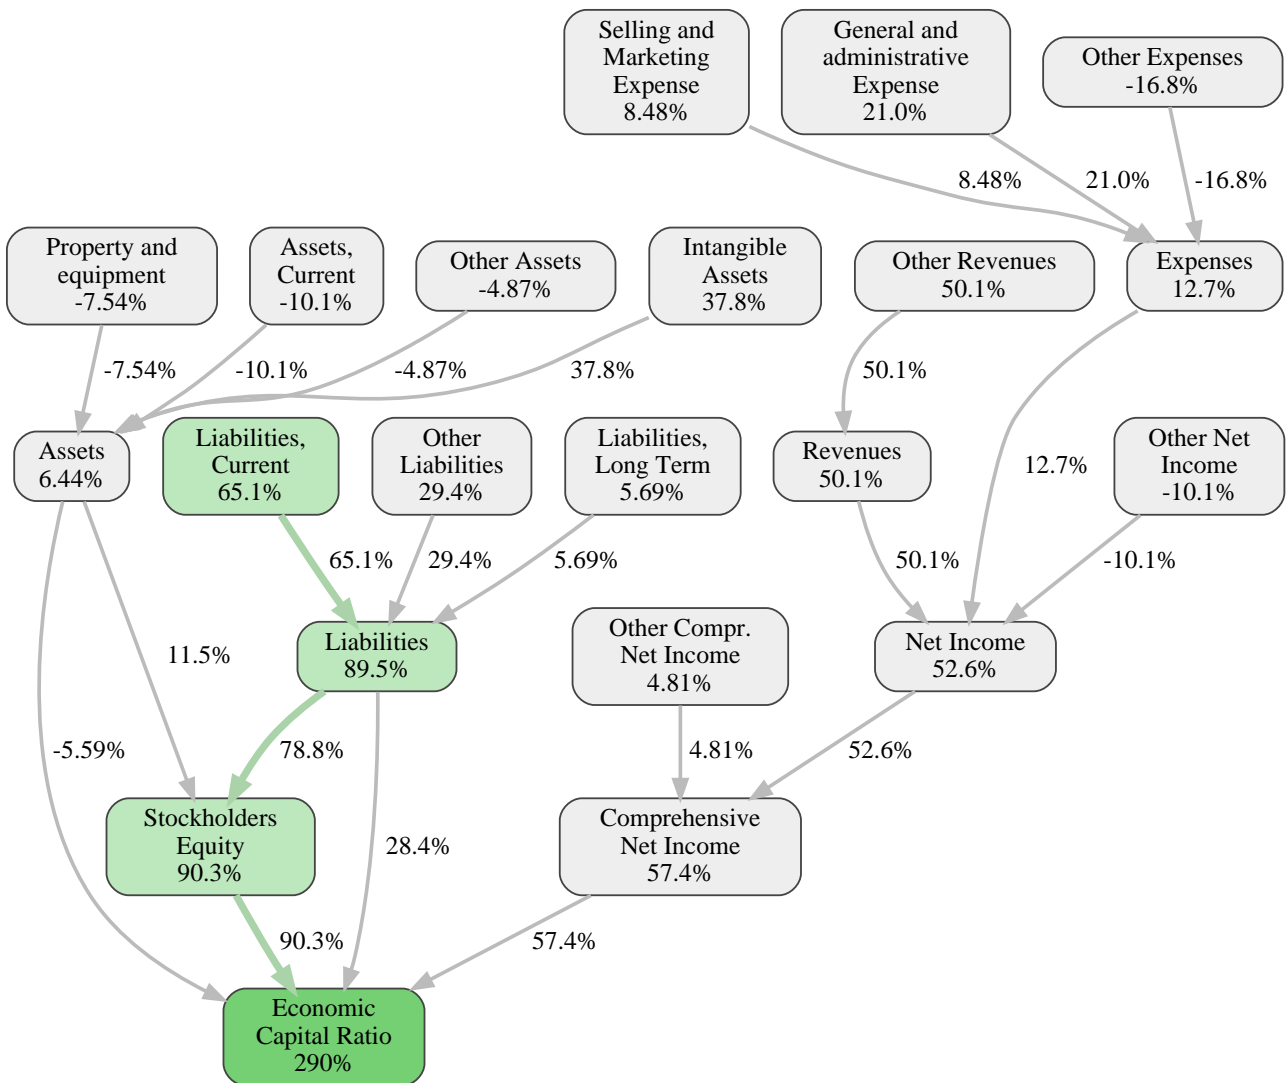 Selling and
Marketing
Expense
8.48%
General and
administrative
Expense
21.0%
Other Expenses
-16.8%
8.48%
21.0%
-16.8%
Property and
equipment
-7.54%
Assets,
Current
-10.1%
Other Assets
-4.87%
Intangible
Assets
37.8%
Other Revenues
50.1%
Expenses
12.7%
-7.54%
-10.1%
-4.87%
37.8%
50.1%
Assets
6.44%
Liabilities,
Current
65.1%
Other
Liabilities
29.4%
Liabilities,
Long Term
5.69%
Revenues
50.1%
12.7%
Other Net
Income
-10.1%
65.1%
29.4%
5.69%
50.1%
-10.1%
11.5%
Liabilities
89.5%
Other Compr.
Net Income
4.81%
Net Income
52.6%
-5.59%
78.8%
4.81%
52.6%
Stockholders
Equity
90.3%
28.4%
Comprehensive
Net Income
57.4%
90.3%
57.4%
Economic
Capital Ratio
290%